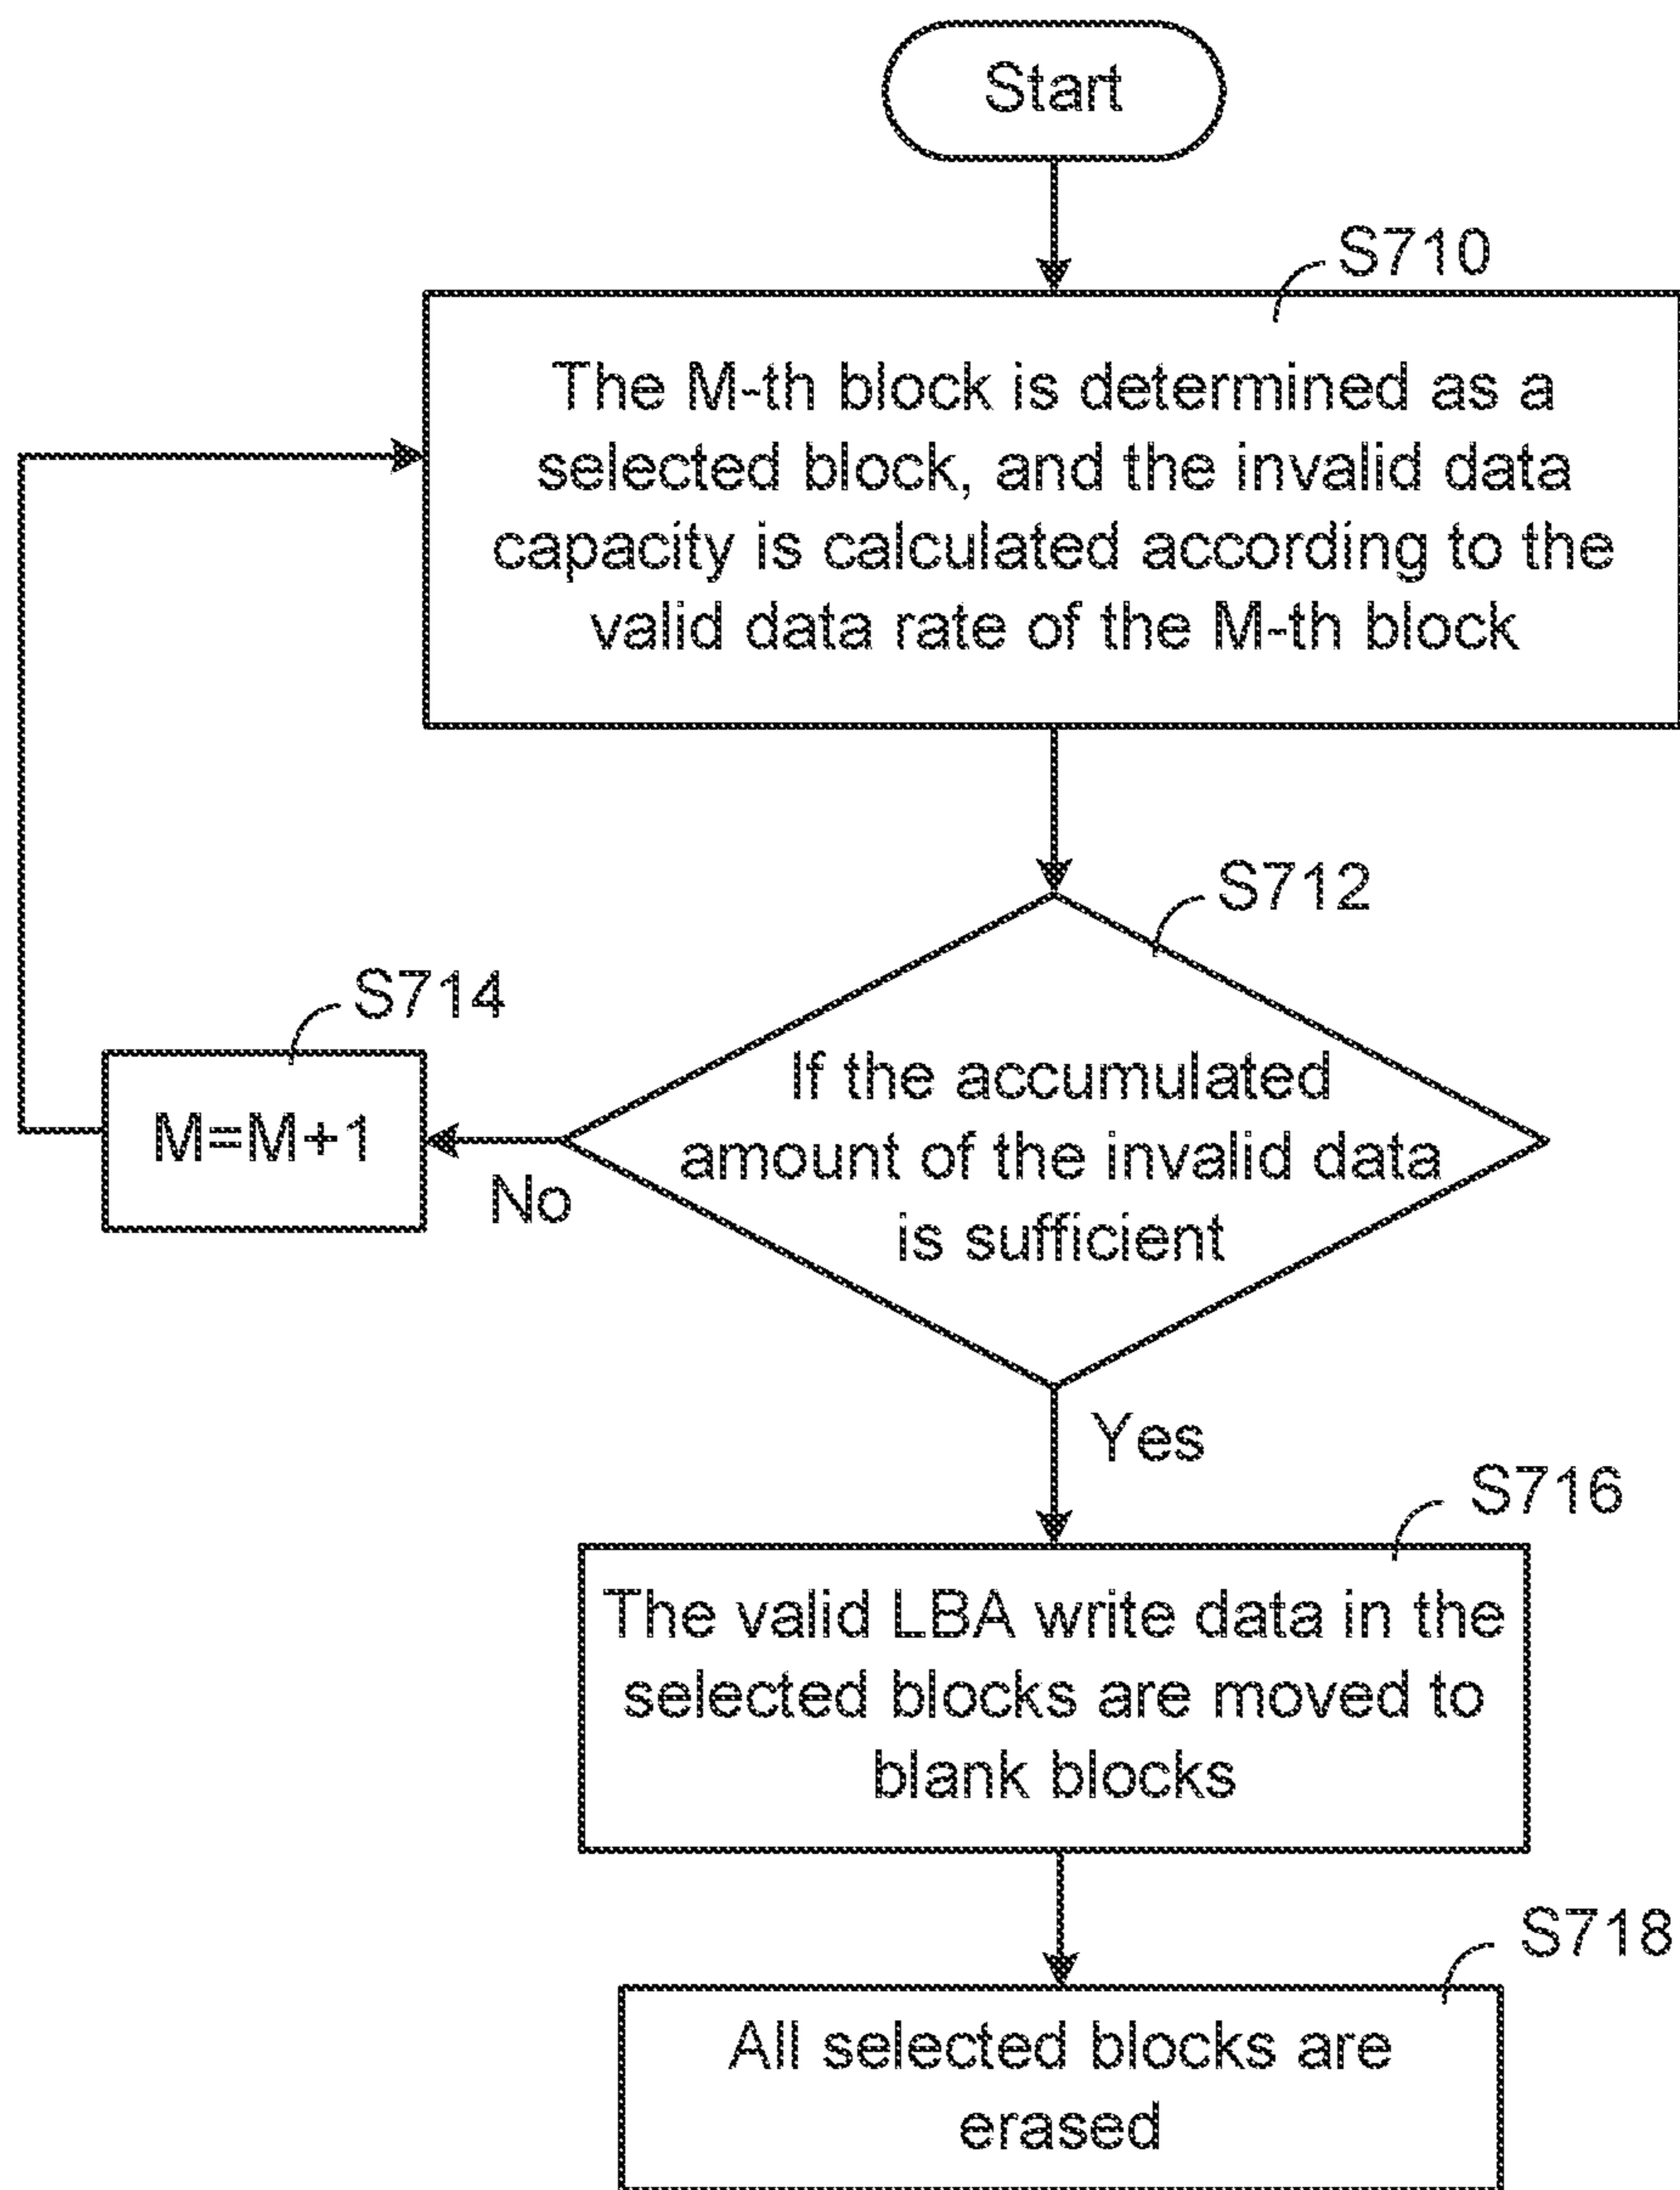 Start
S710
The M-th block is determined as a
selected block, and the invalid data
capacity is calculated according to the
valid data rate of the M-th block
S712
If the accumulated
amount of the invalid data
is sufficient
S714
M=M+1
No
Yes
S716
The valid LBA write data in the
selected blocks are moved to
blank blocks
S718
All selected blocks are
erased